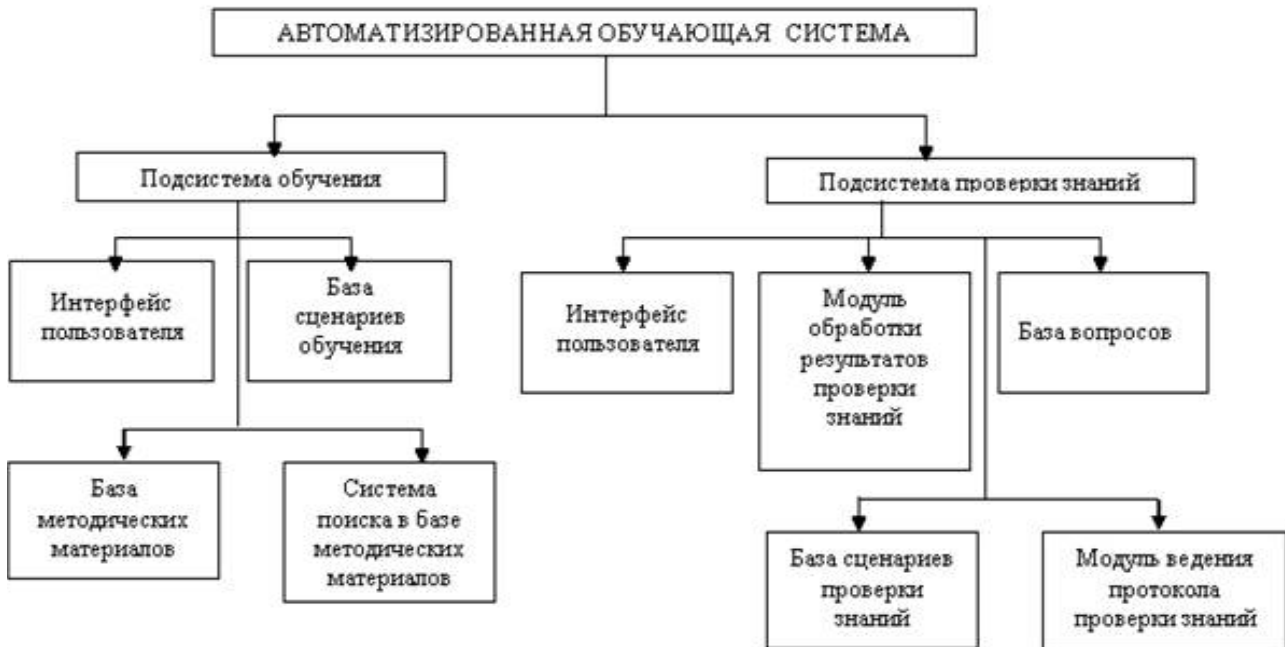 АВТОМАТИЗИРОВАННАЯ ОБУЧАЮЩАЯ СИСТЕМА
Подсистема обучения
Подсистема проверки знаний
Интерфейс
пользователя
База
сценариев
обучения
Интерфейс
пользователя
Модуль
обработки
результатов
проверки
знаний
База вопросов
База
методических
материалов
Система
поиска в базе
методических
материалов
База сценариев
проверки
знаний
Модуль ведения
протокола
проверки знаний